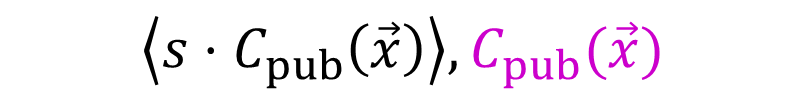 ⟨𝑠 · 𝐶_pub(𝑥⃗)⟩, 𝐶_pub(𝑥⃗)